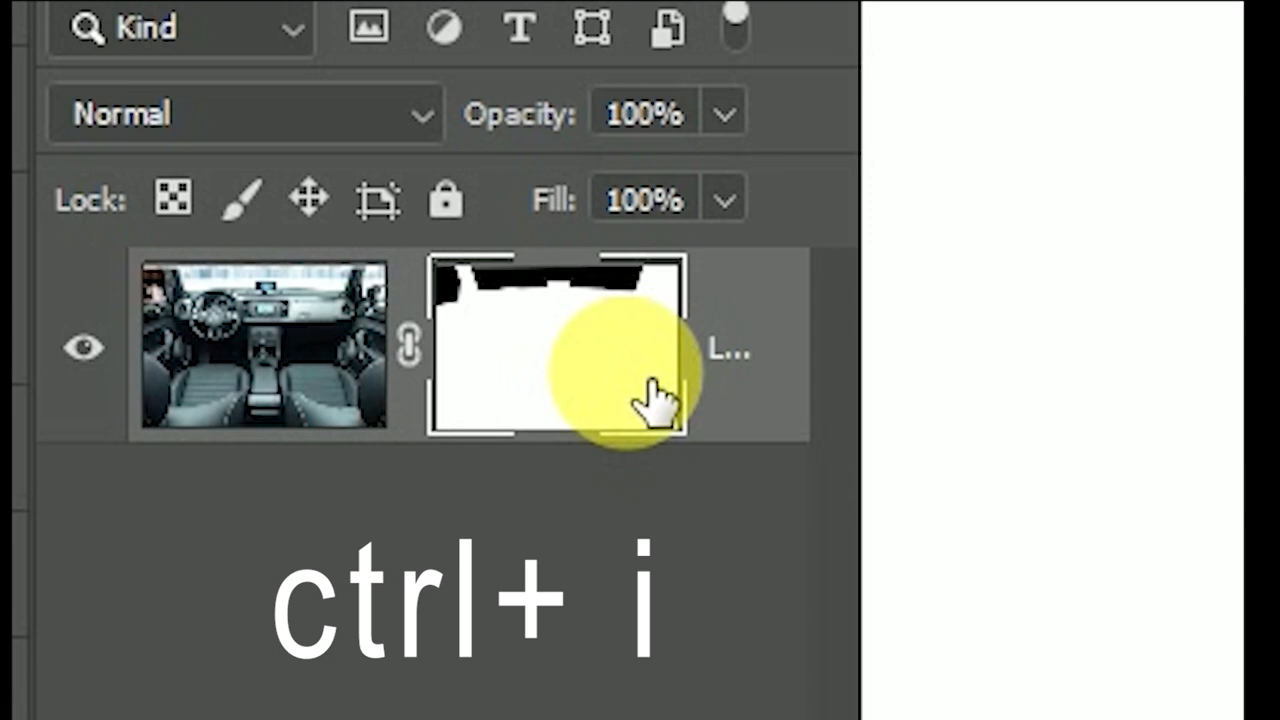 Kind
Normal Opacity: 100%
Lock: Fill: 100%
L...
ctrl+ i